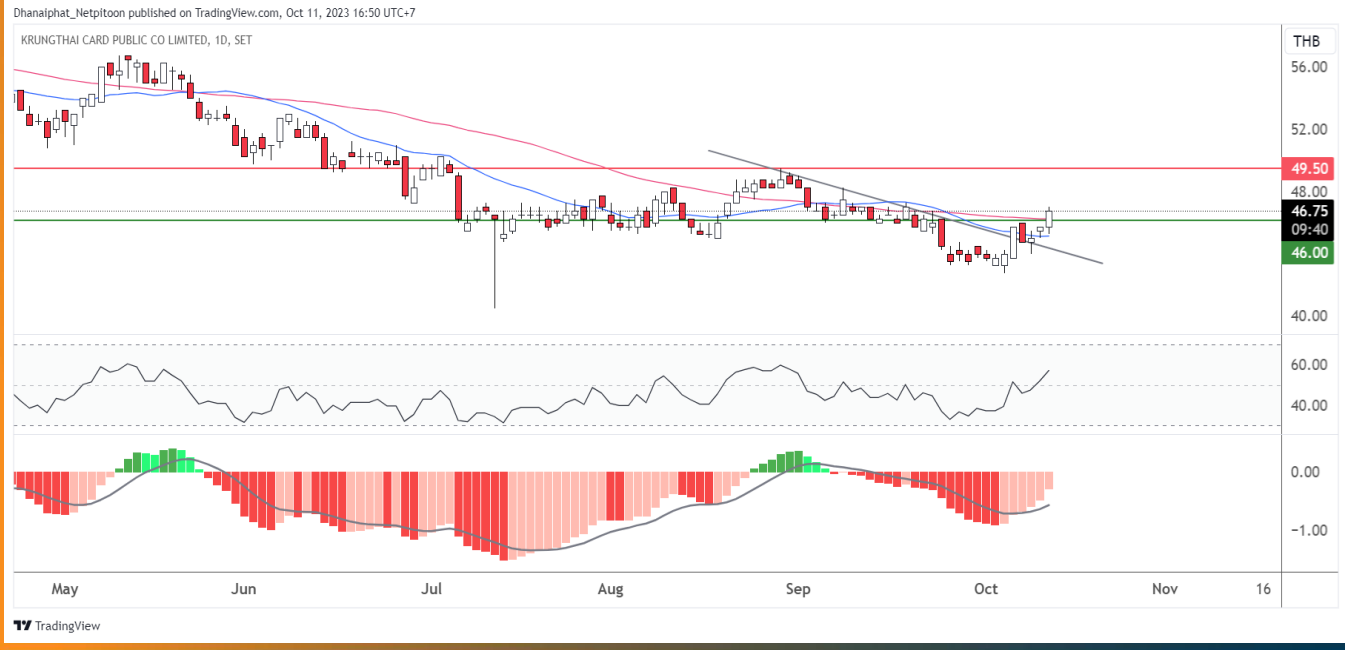 Dhanaiphat_Netpitoon published on TradingView.com, Oct 11, 2023 16:50 UTC+7
KRUNGTHAI CARD PUBLIC CO LIMITED, 1D, SET
THB
56.00
52.00
49.50
48.00
46.75
09:40
46.00
40.00
60.00
40.00
0.00
−1.00
May Jun Jul Aug Sep Oct Nov 16
TradingView